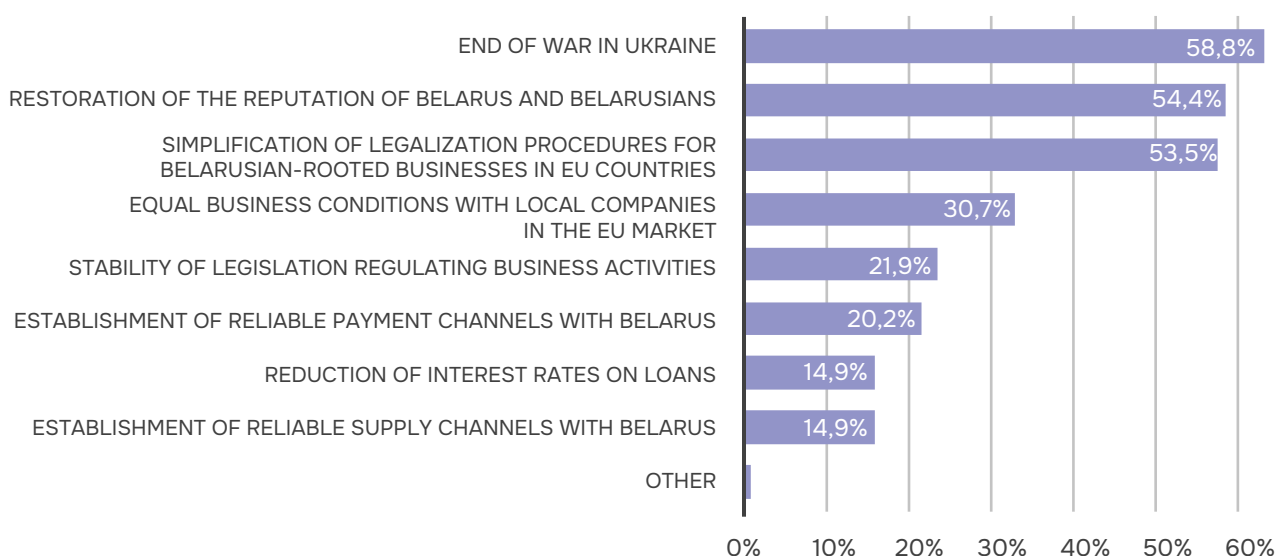 END OF WAR IN UKRAINE
58,8%
RESTORATION OF THE REPUTATION OF BELARUS AND BELARUSIANS
54,4%
SIMPLIFICATION OF LEGALIZATION PROCEDURES FOR
BELARUSIAN-ROOTED BUSINESSES IN EU COUNTRIES
53,5%
EQUAL BUSINESS CONDITIONS WITH LOCAL COMPANIES
IN THE EU MARKET
30,7%
STABILITY OF LEGISLATION REGULATING BUSINESS ACTIVITIES
21,9%
ESTABLISHMENT OF RELIABLE PAYMENT CHANNELS WITH BELARUS
20,2%
REDUCTION OF INTEREST RATES ON LOANS
14,9%
ESTABLISHMENT OF RELIABLE SUPPLY CHANNELS WITH BELARUS
14,9%
OTHER
0% 10% 20% 30% 40% 50% 60%